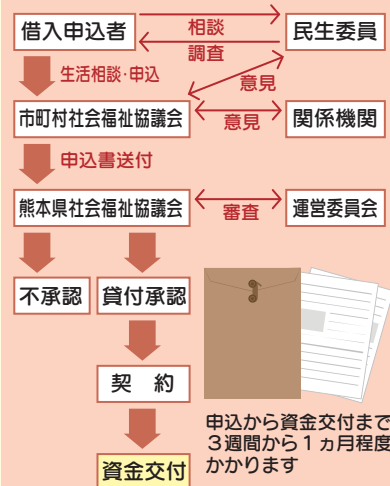 借入申込者
相談
民生委員
調査
生活相談・申込
意見
市町村社会福祉協議会
意見
関係機関
申込書送付
熊本県社会福祉協議会
審査
運営委員会
不承認
貸付承認
契　約
資金交付
申込から資金交付まで
３週間から１ヵ月程度
かかります